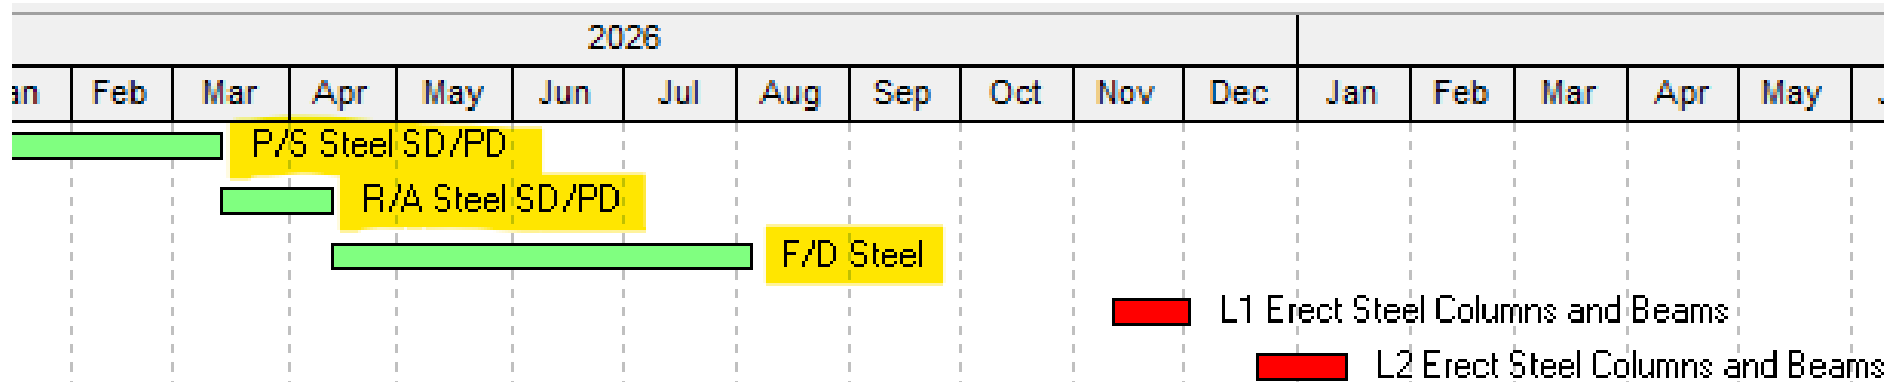 2026
an Feb Mar Apr May Jun Jul Aug Sep Oct Nov Dec Jan Feb Mar Apr May
P/S Steel SD/PD
R/A Steel SD/PD
F/D Steel
L1 Erect Steel Columns and Beams
L2 Erect Steel Columns and Beams